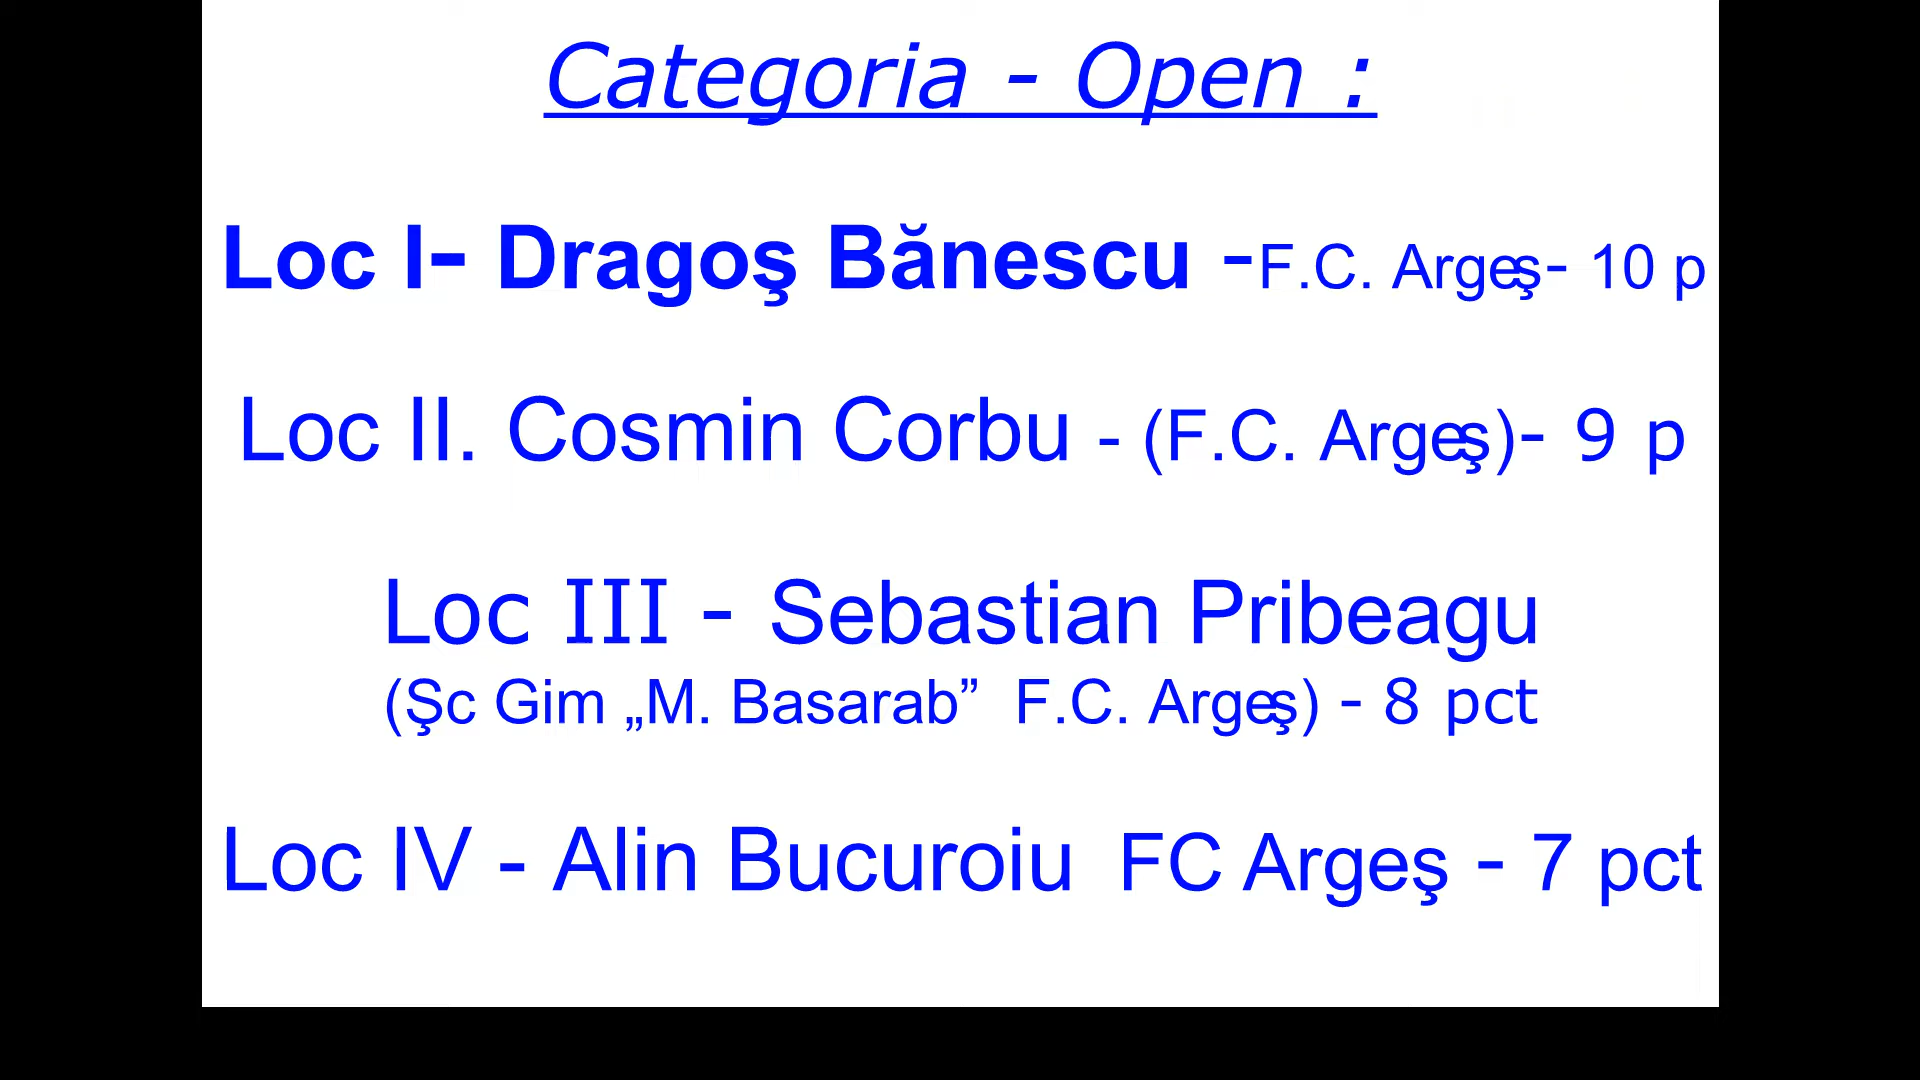 Categoria - Open :
Loc I- Dragoş Bănescu -F.C. Argeş- 10 p
Loc II. Cosmin Corbu - (F.C. Argeş)- 9 p
Loc III - Sebastian Pribeagu
(Şc Gim „M. Basarab” F.C. Argeş) - 8 pct
Loc IV - Alin Bucuroiu FC Argeş - 7 pct